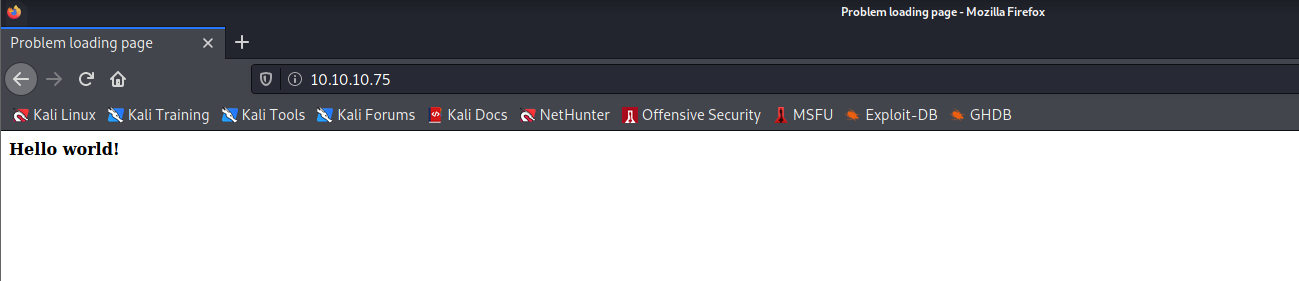 Problem loading page - Mozilla Firefox
Problem loading page
10.10.10.75
Kali Linux Kali Training Kali Tools Kali Forums Kali Docs NetHunter Offensive Security MSFU Exploit-DB GHDB
Hello world!